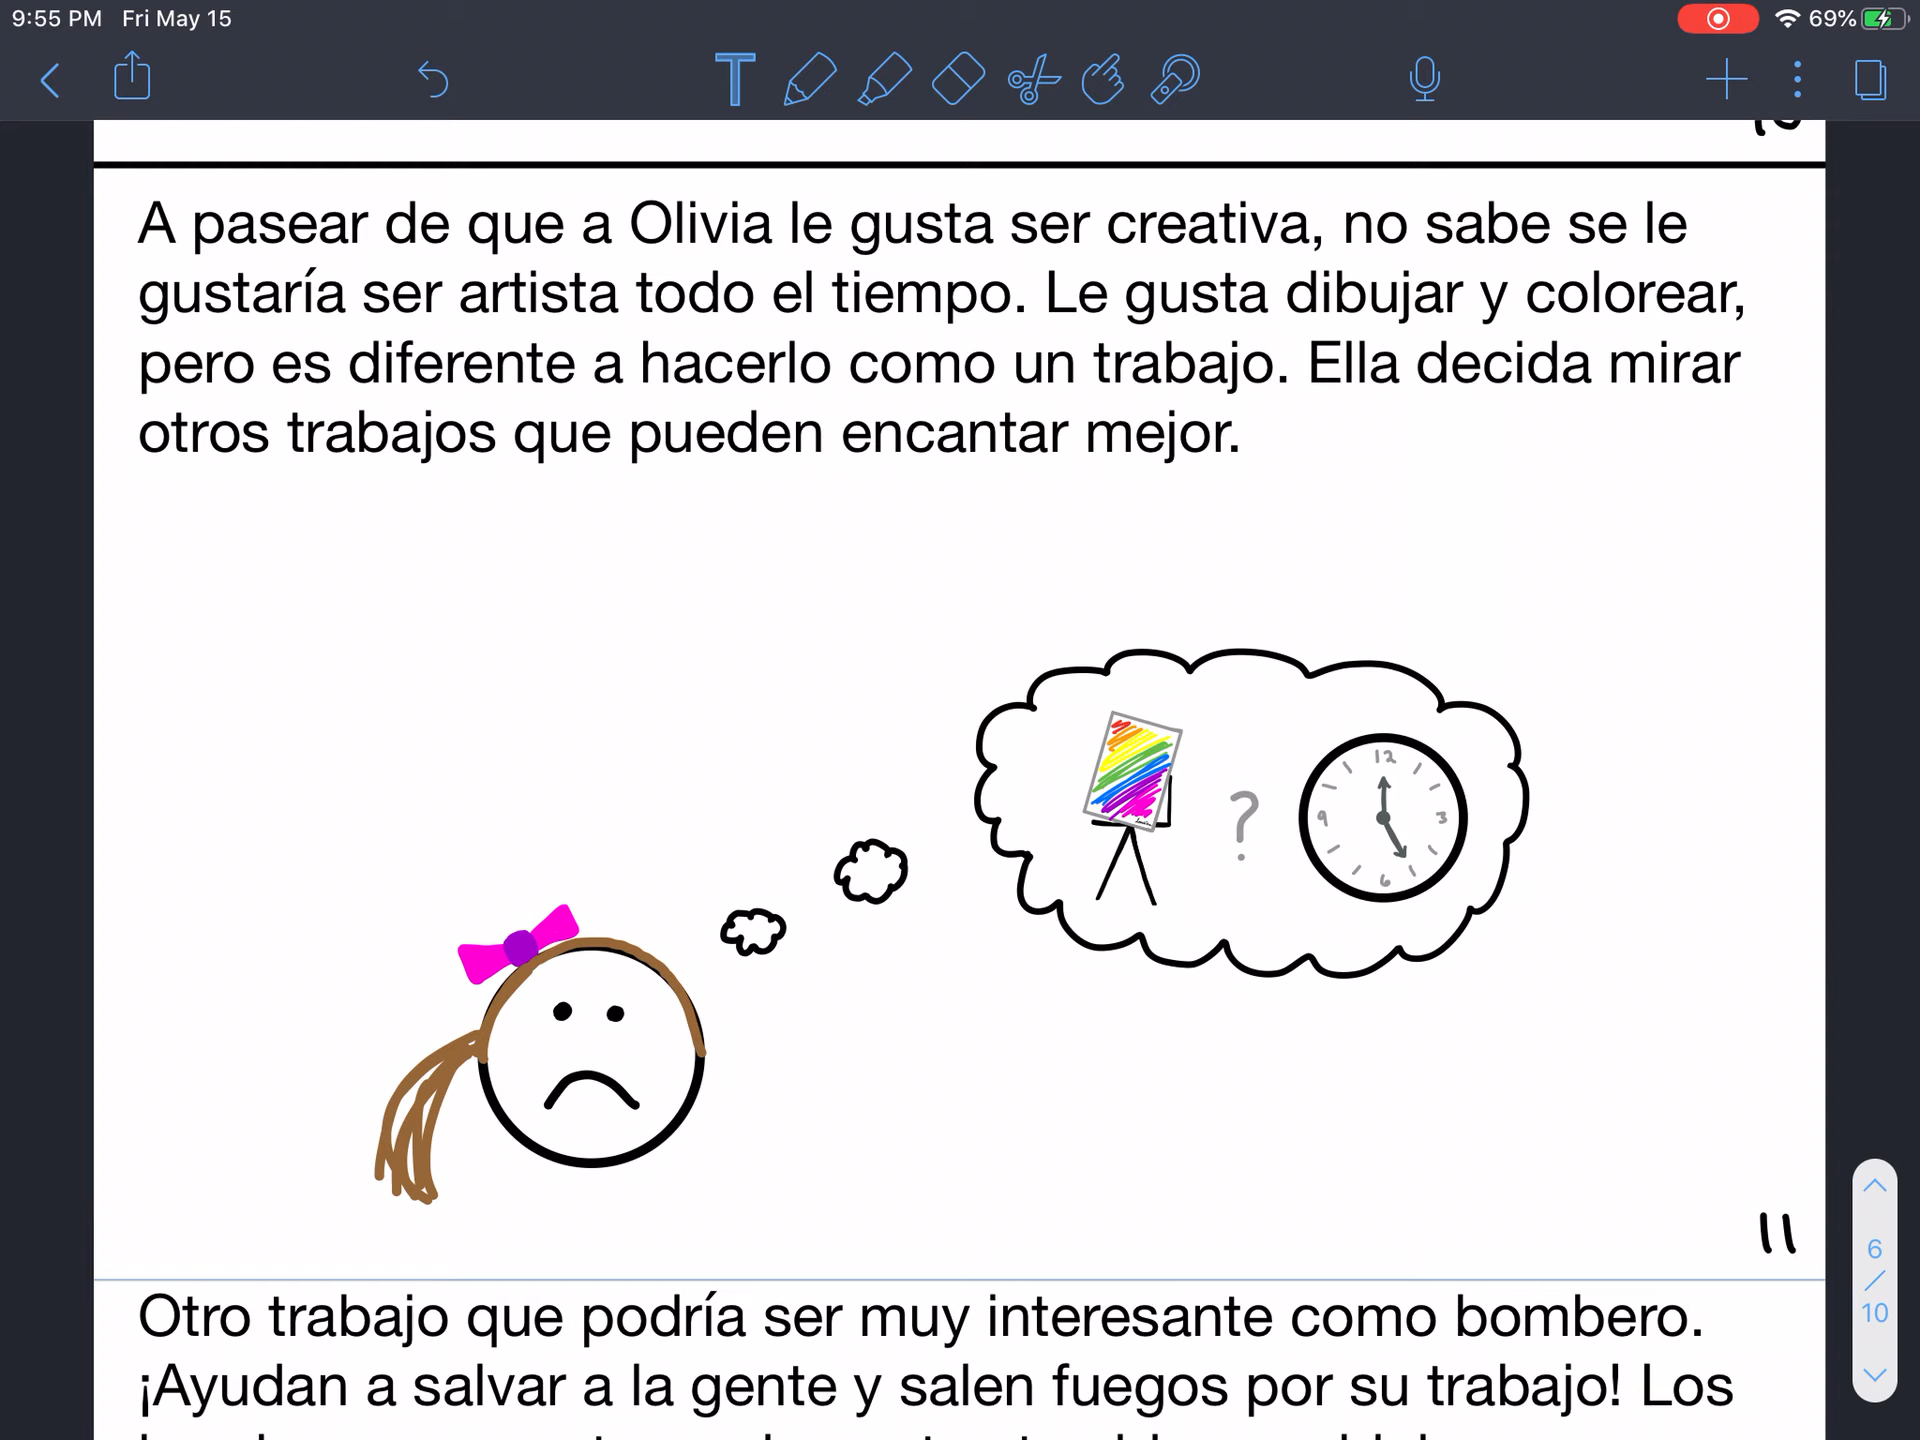 9:55 PM Fri May 15
69%
T
A pasear de que a Olivia le gusta ser creativa, no sabe se le
gustaría ser artista todo el tiempo. Le gusta dibujar y colorear,
pero es diferente a hacerlo como un trabajo. Ella decida mirar
otros trabajos que pueden encantar mejor.
?
12
9
3
6
11
6
/
10
Otro trabajo que podría ser muy interesante como bombero.
¡Ayudan a salvar a la gente y salen fuegos por su trabajo! Los